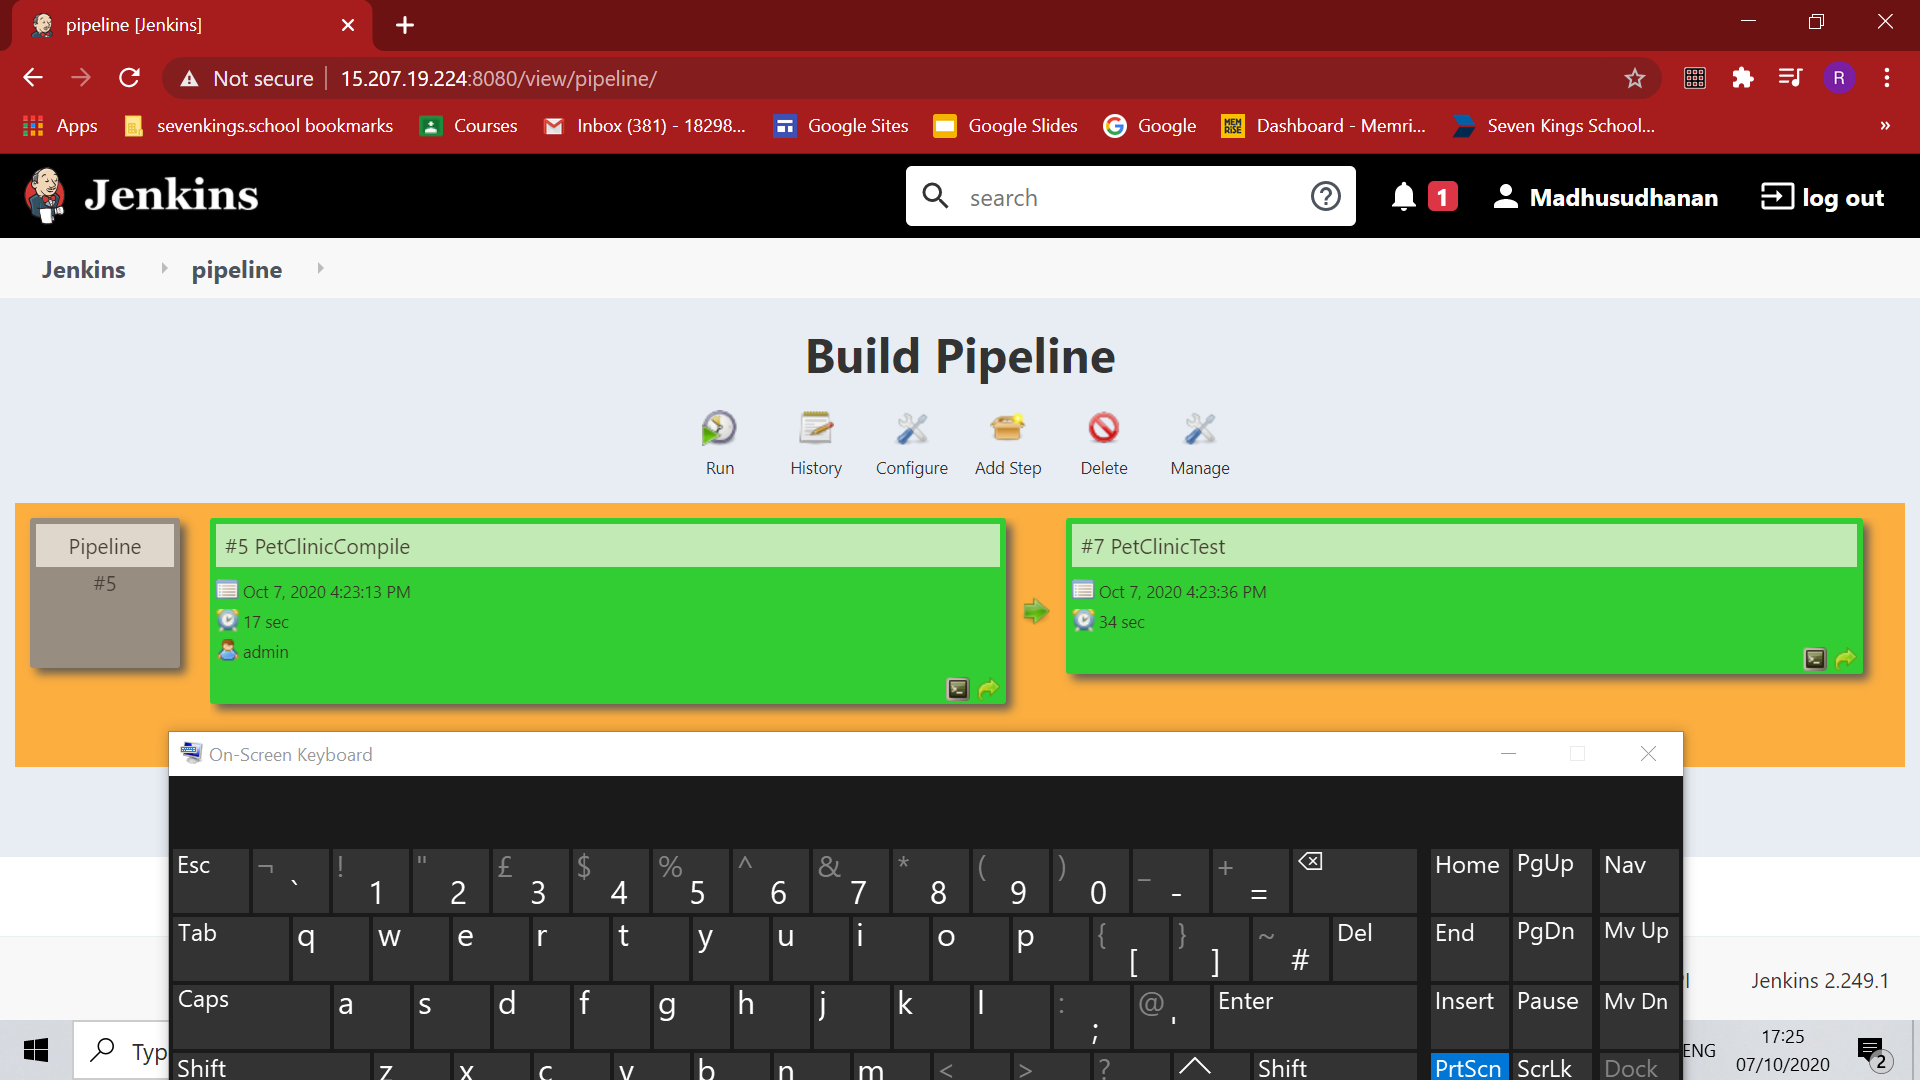 pipeline [Jenkins]
Not secure 15.207.19.224:8080/view/pipeline/
R
Apps sevenkings.school bookmarks Courses Inbox (381) - 18298... Google Sites Google Slides Google Dashboard - Memri... Seven Kings School... »
Jenkins search 1 Madhusudhanan log out
Jenkins pipeline
Build Pipeline
Run History Configure Add Step Delete Manage
Pipeline
#5
#5 PetClinicCompile
Oct 7, 2020 4:23:13 PM
17 sec
admin
#7 PetClinicTest
Oct 7, 2020 4:23:36 PM
34 sec
On-Screen Keyboard
Esc ¬ ` ! 1 " 2 £ 3 $ 4 % 5 ^ 6 & 7 * 8 ( 9 ) 0 _ - + = Home PgUp Nav
Tab q w e r t y u i o p { [ } ] ~ # Del End PgDn Mv Up
Caps a s d f g h j k l : ; @ ' Enter Insert Pause Mv Dn
Shift z x c v b n m < > ? Shift PrtScn ScrLk Dock
Jenkins 2.249.1
Typ
ENG
17:25
07/10/2020
2